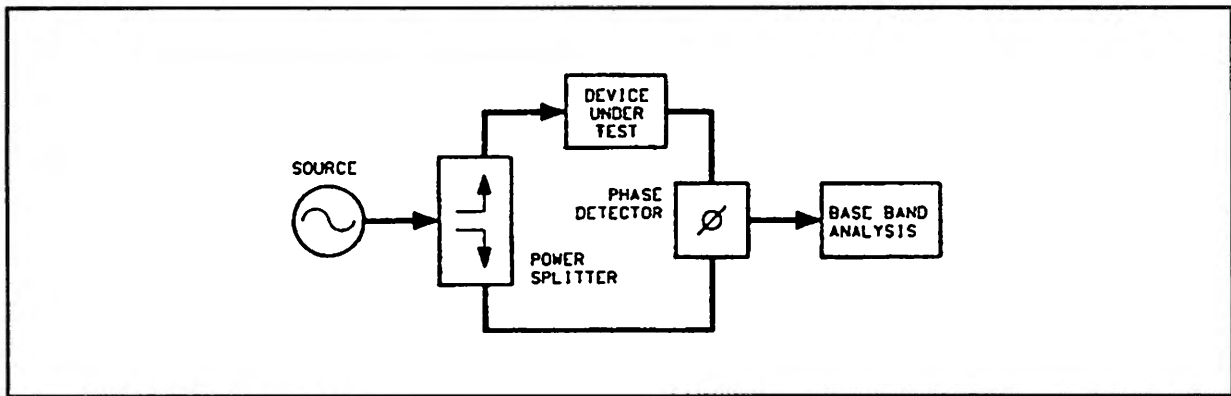 SOURCE
DEVICE
UNDER
TEST
PHASE
DETECTOR
Ø
BASE BAND
ANALYSIS
POWER
SPLITTER